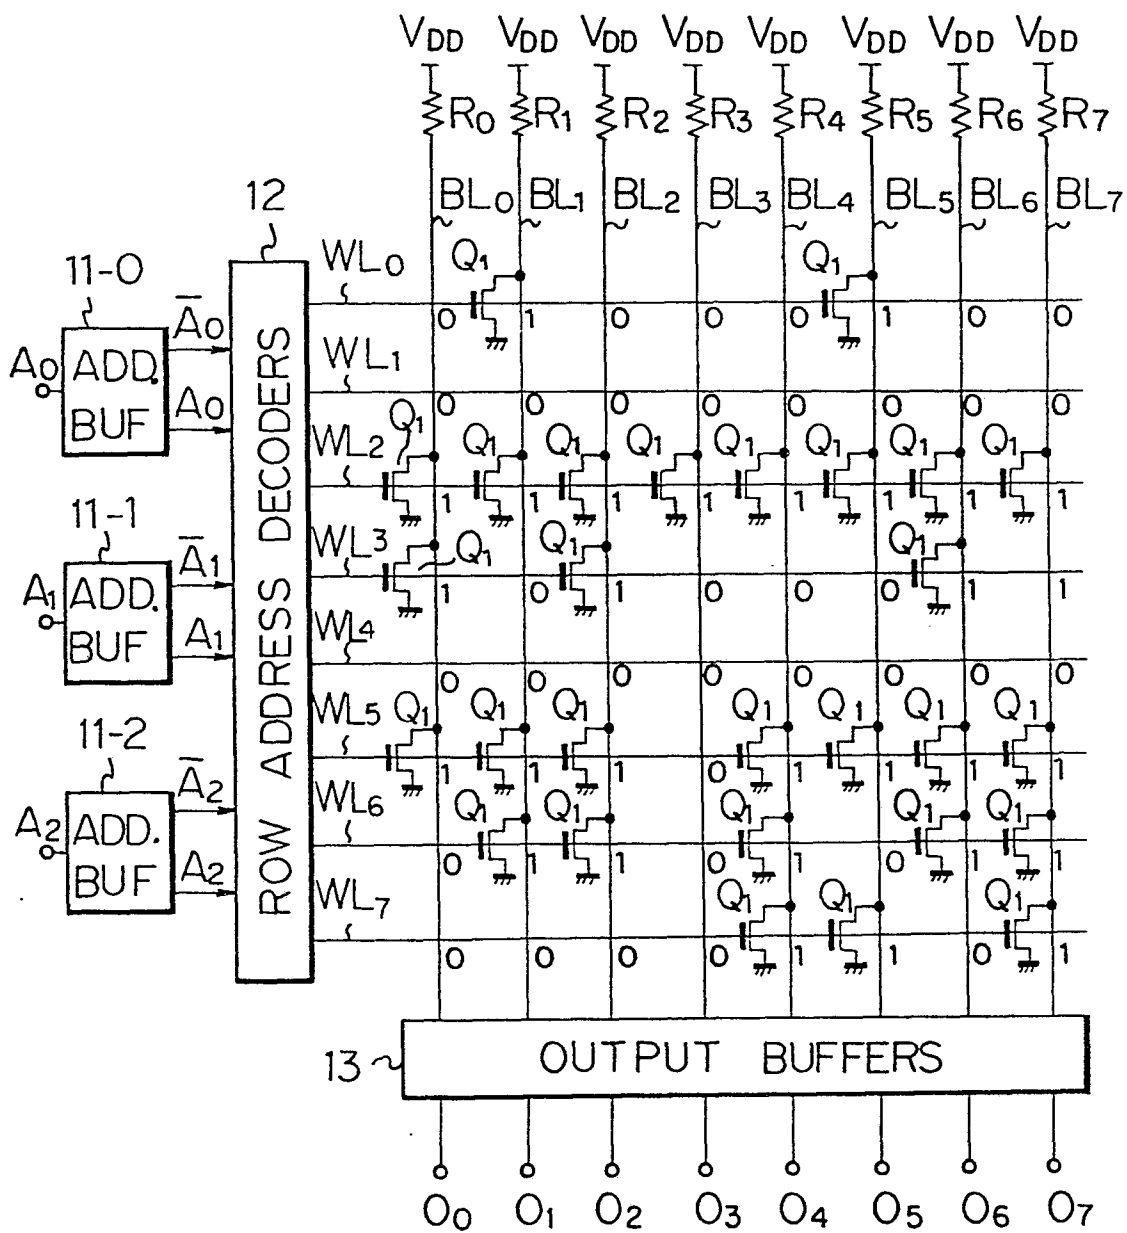 VDD VDD VDD VDD VDD VDD VDD VDD
R0 R1 R2 R3 R4 R5 R6 R7
12 BL0 BL1 BL2 BL3 BL4 BL5 BL6 BL7
11-0 WL0 Q1 Q1
A̅0
0 1 0 0 0 1 0 0
A0 ADD. BUF A0
WL1
0 0 0 0 0 0 0 0
WL2 Q1 Q1 Q1 Q1 Q1 Q1 Q1 Q1
1 1 1 1 1 1 1 1
11-1 WL3 Q1 Q1 Q1
A̅1
1 0 1 0 0 0 1 1
A1 ADD. BUF A1
WL4
0 0 0 0 0 0 0 0
11-2 WL5 Q1 Q1 Q1 Q1 Q1 Q1 Q1
A̅2
1 1 1 0 1 1 1 1
WL6 Q1 Q1 Q1 Q1 Q1
A2 ADD. BUF A2
0 1 1 0 1 0 1 1
WL7 Q1 Q1 Q1
0 0 0 0 1 1 0 1
ROW ADDRESS DECODERS
13 OUTPUT BUFFERS
O0 O1 O2 O3 O4 O5 O6 O7